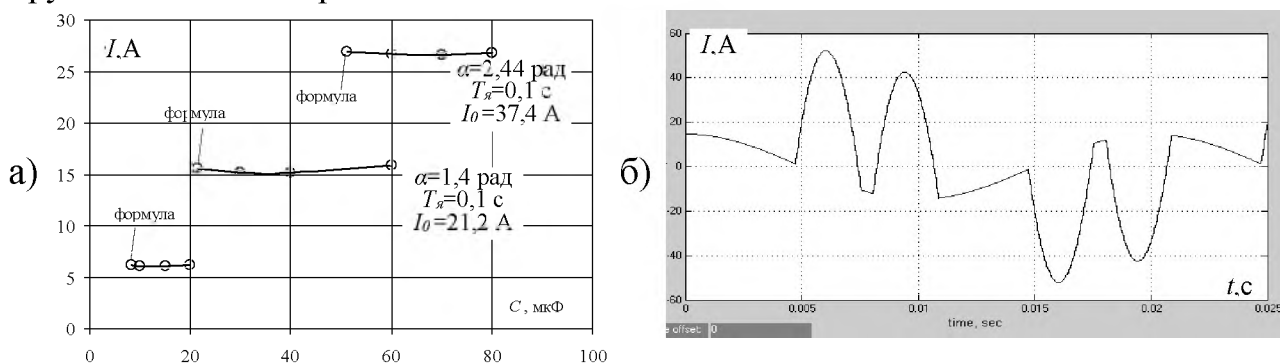 а)
I,А
30
25
20
15
10
5
0
0
20
40
60
80
100
C, мкФ
формула
формула
формула
α=2,44 рад
Tя=0,1 с
I0=37,4 А
α=1,4 рад
Tя=0,1 с
I0=21,2 А
б)
I,А
60
40
20
0
-20
-40
-60
0
0.005
0.01
0.015
0.02
0.025
t,с
time, sec
e offset: 0